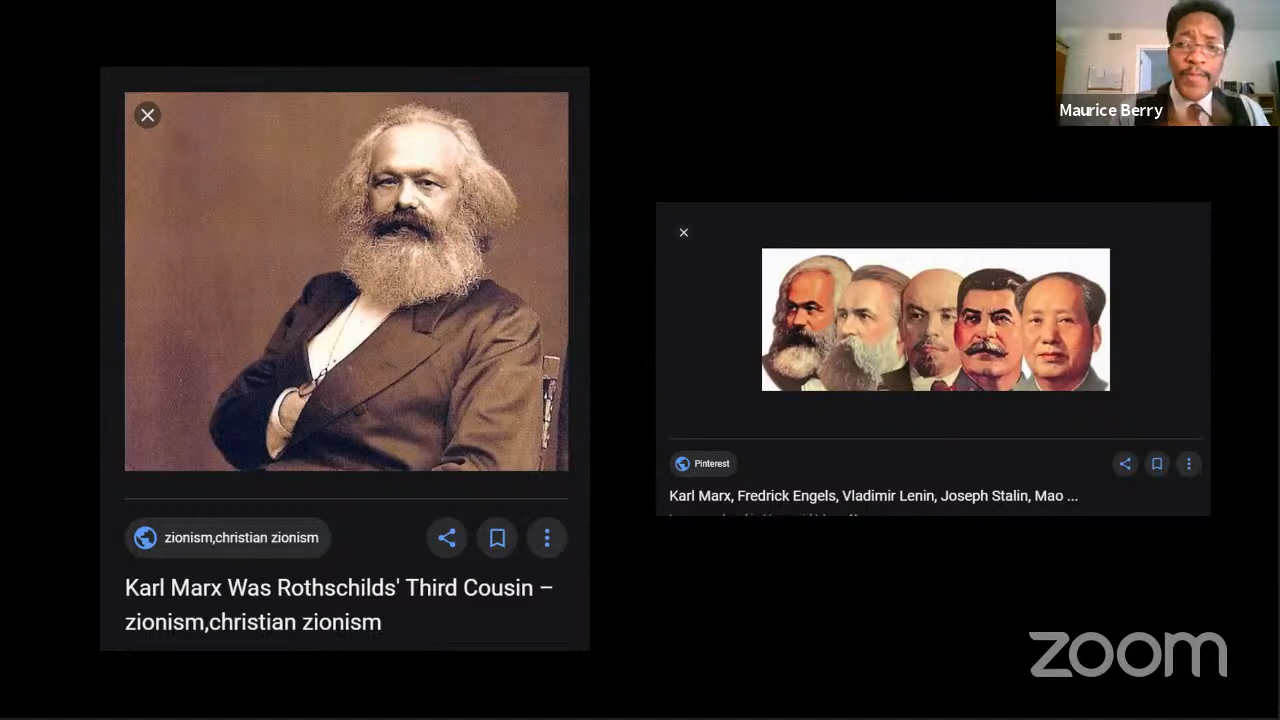 Maurice Berry
zionism,christian zionism
Karl Marx Was Rothschilds' Third Cousin –
zionism,christian zionism
Pinterest
Karl Marx, Fredrick Engels, Vladimir Lenin, Joseph Stalin, Mao ...
zoom